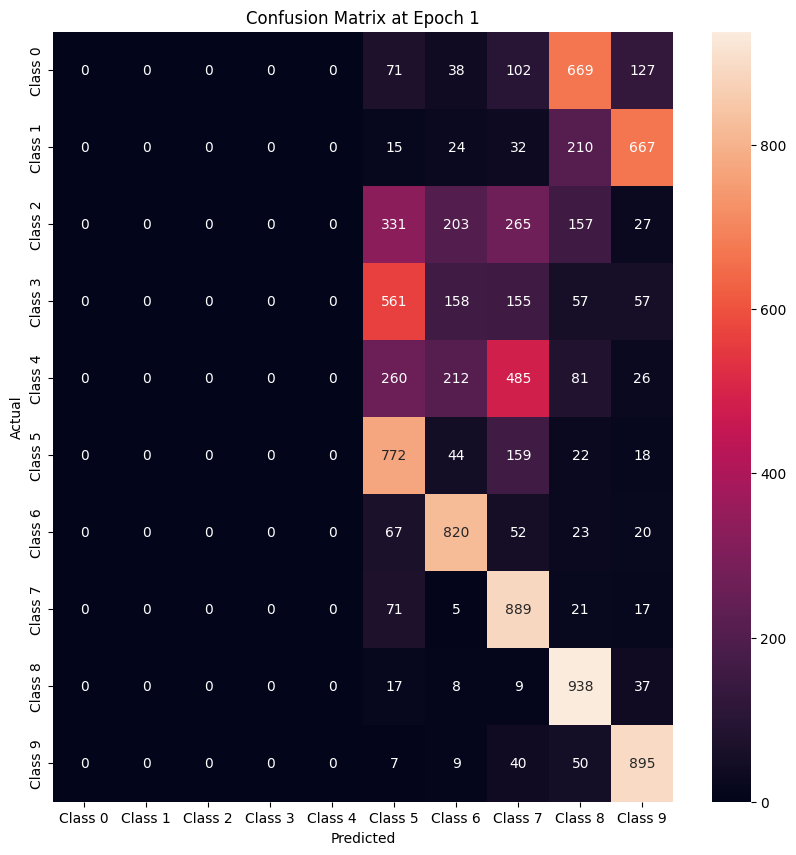 Confusion Matrix at Epoch 1
Class 0 0 0 0 0 0 71 38 102 669 127
Class 1 0 0 0 0 0 15 24 32 210 667
Class 2 0 0 0 0 0 331 203 265 157 27
Class 3 0 0 0 0 0 561 158 155 57 57
Class 4 0 0 0 0 0 260 212 485 81 26
Class 5 0 0 0 0 0 772 44 159 22 18
Class 6 0 0 0 0 0 67 820 52 23 20
Class 7 0 0 0 0 0 71 5 889 21 17
Class 8 0 0 0 0 0 17 8 9 938 37
Class 9 0 0 0 0 0 7 9 40 50 895
Class 0 Class 1 Class 2 Class 3 Class 4 Class 5 Class 6 Class 7 Class 8 Class 9
Predicted
Actual
800
600
400
200
0